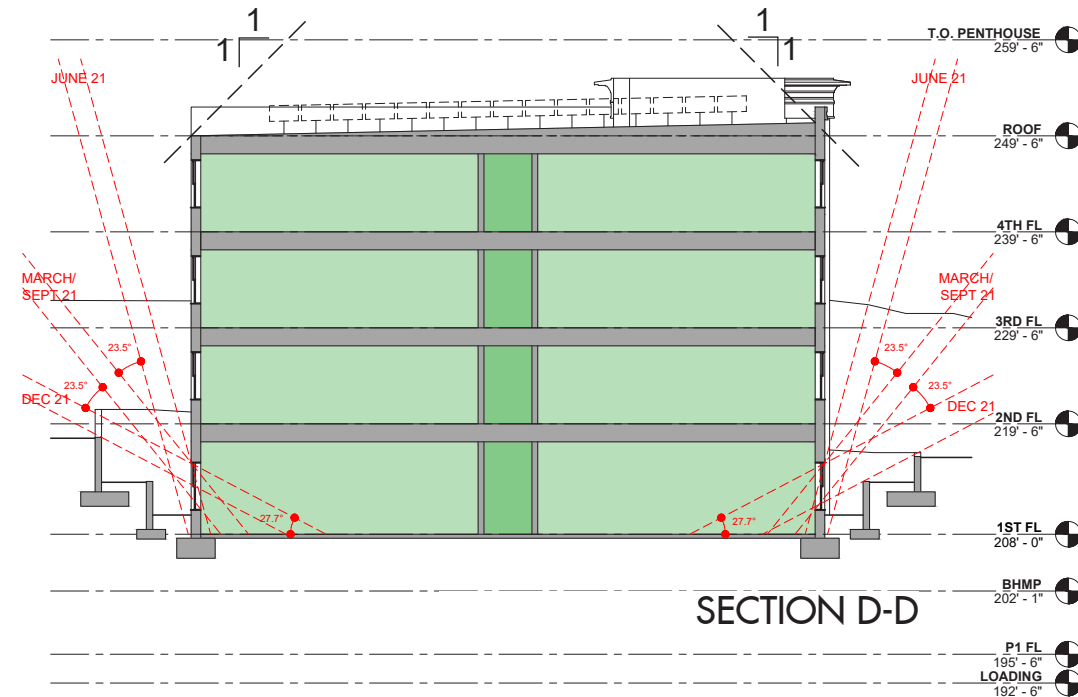 1
1
1
1
T.O. PENTHOUSE
259' - 6"
JUNE 21
JUNE 21
ROOF
249' - 6"
4TH FL
239' - 6"
MARCH/
SEPT 21
MARCH/
SEPT 21
3RD FL
229' - 6"
23.5°
23.5°
23.5°
23.5°
DEC 21
DEC 21
2ND FL
219' - 6"
27.7°
27.7°
1ST FL
208' - 0"
BHMP
202' - 1"
SECTION D-D
P1 FL
195' - 6"
LOADING
192' - 6"